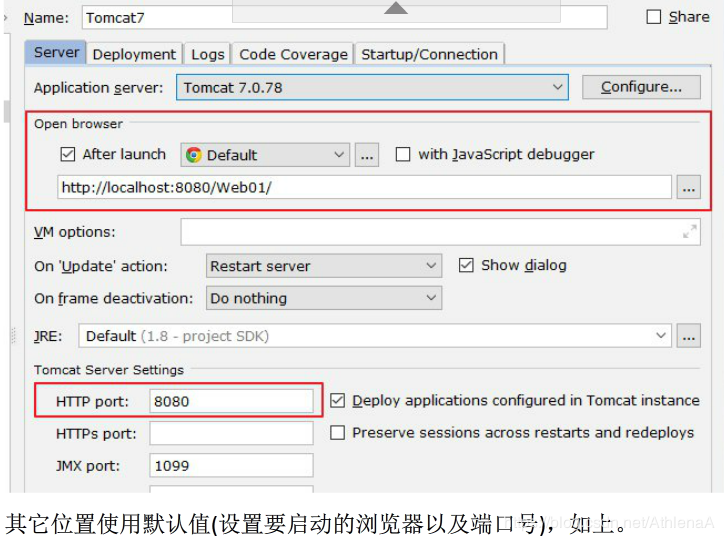 Name: Tomcat7 Share
Server Deployment Logs Code Coverage Startup/Connection
Application server: Tomcat 7.0.78 Configure...
Open browser
After launch Default ... with JavaScript debugger
http://localhost:8080/Web01/ ...
VM options:
On 'Update' action: Restart server Show dialog
On frame deactivation: Do nothing
JRE: Default (1.8 - project SDK) ...
Tomcat Server Settings
HTTP port: 8080 Deploy applications configured in Tomcat instance
HTTPs port: Preserve sessions across restarts and redeploys
JMX port: 1099
其它位置使用默认值(设置要启动的浏览器以及端口号)，如上。